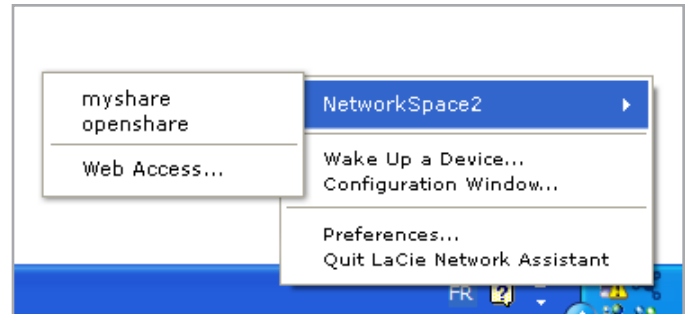 myshare
openshare
Web Access...
NetworkSpace2
Wake Up a Device...
Configuration Window...
Preferences...
Quit LaCie Network Assistant
FR
?